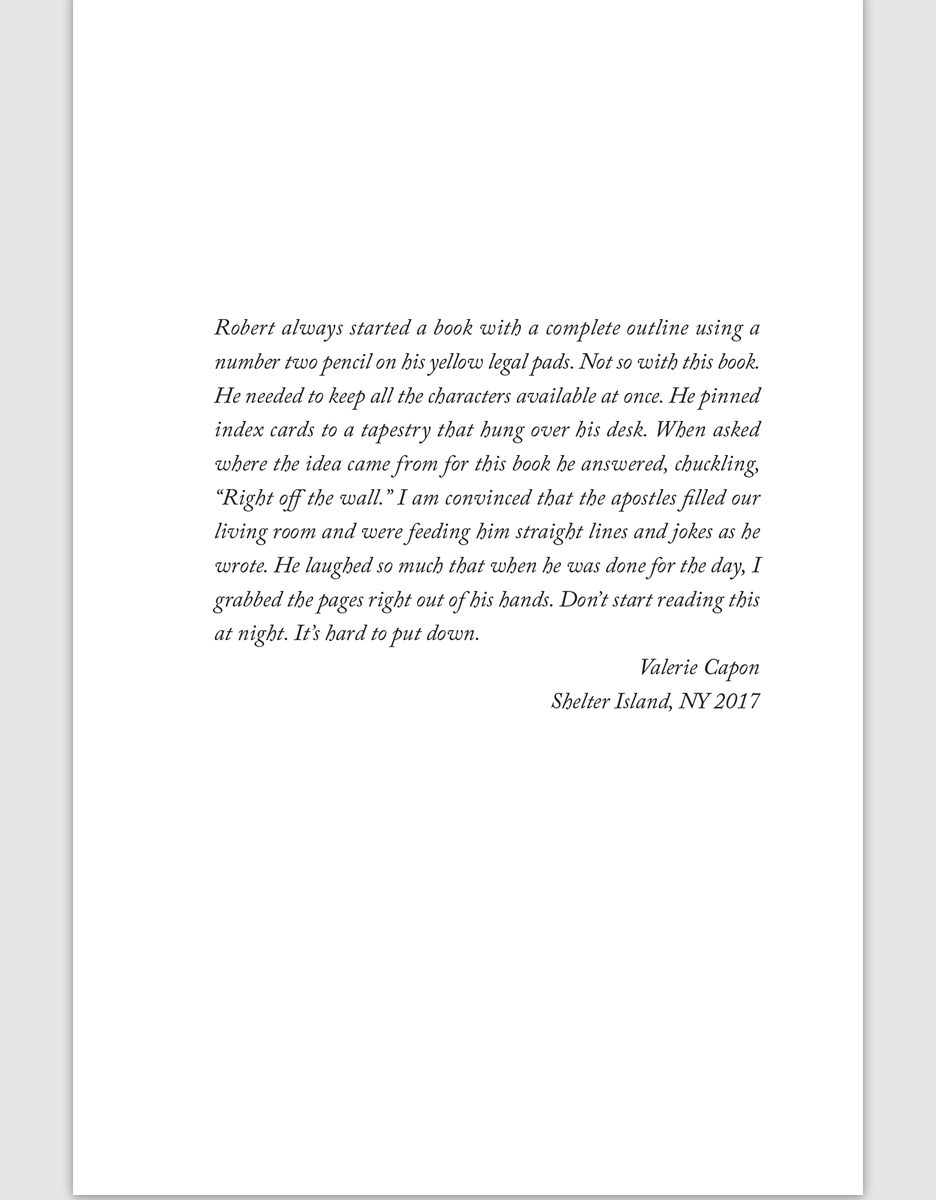 Robert always started a book with a complete outline using a
number two pencil on his yellow legal pads. Not so with this book.
He needed to keep all the characters available at once. He pinned
index cards to a tapestry that hung over his desk. When asked
where the idea came from for this book he answered, chuckling,
“Right off the wall.” I am convinced that the apostles filled our
living room and were feeding him straight lines and jokes as he
wrote. He laughed so much that when he was done for the day, I
grabbed the pages right out of his hands. Don’t start reading this
at night. It’s hard to put down.
Valerie Capon
Shelter Island, NY 2017